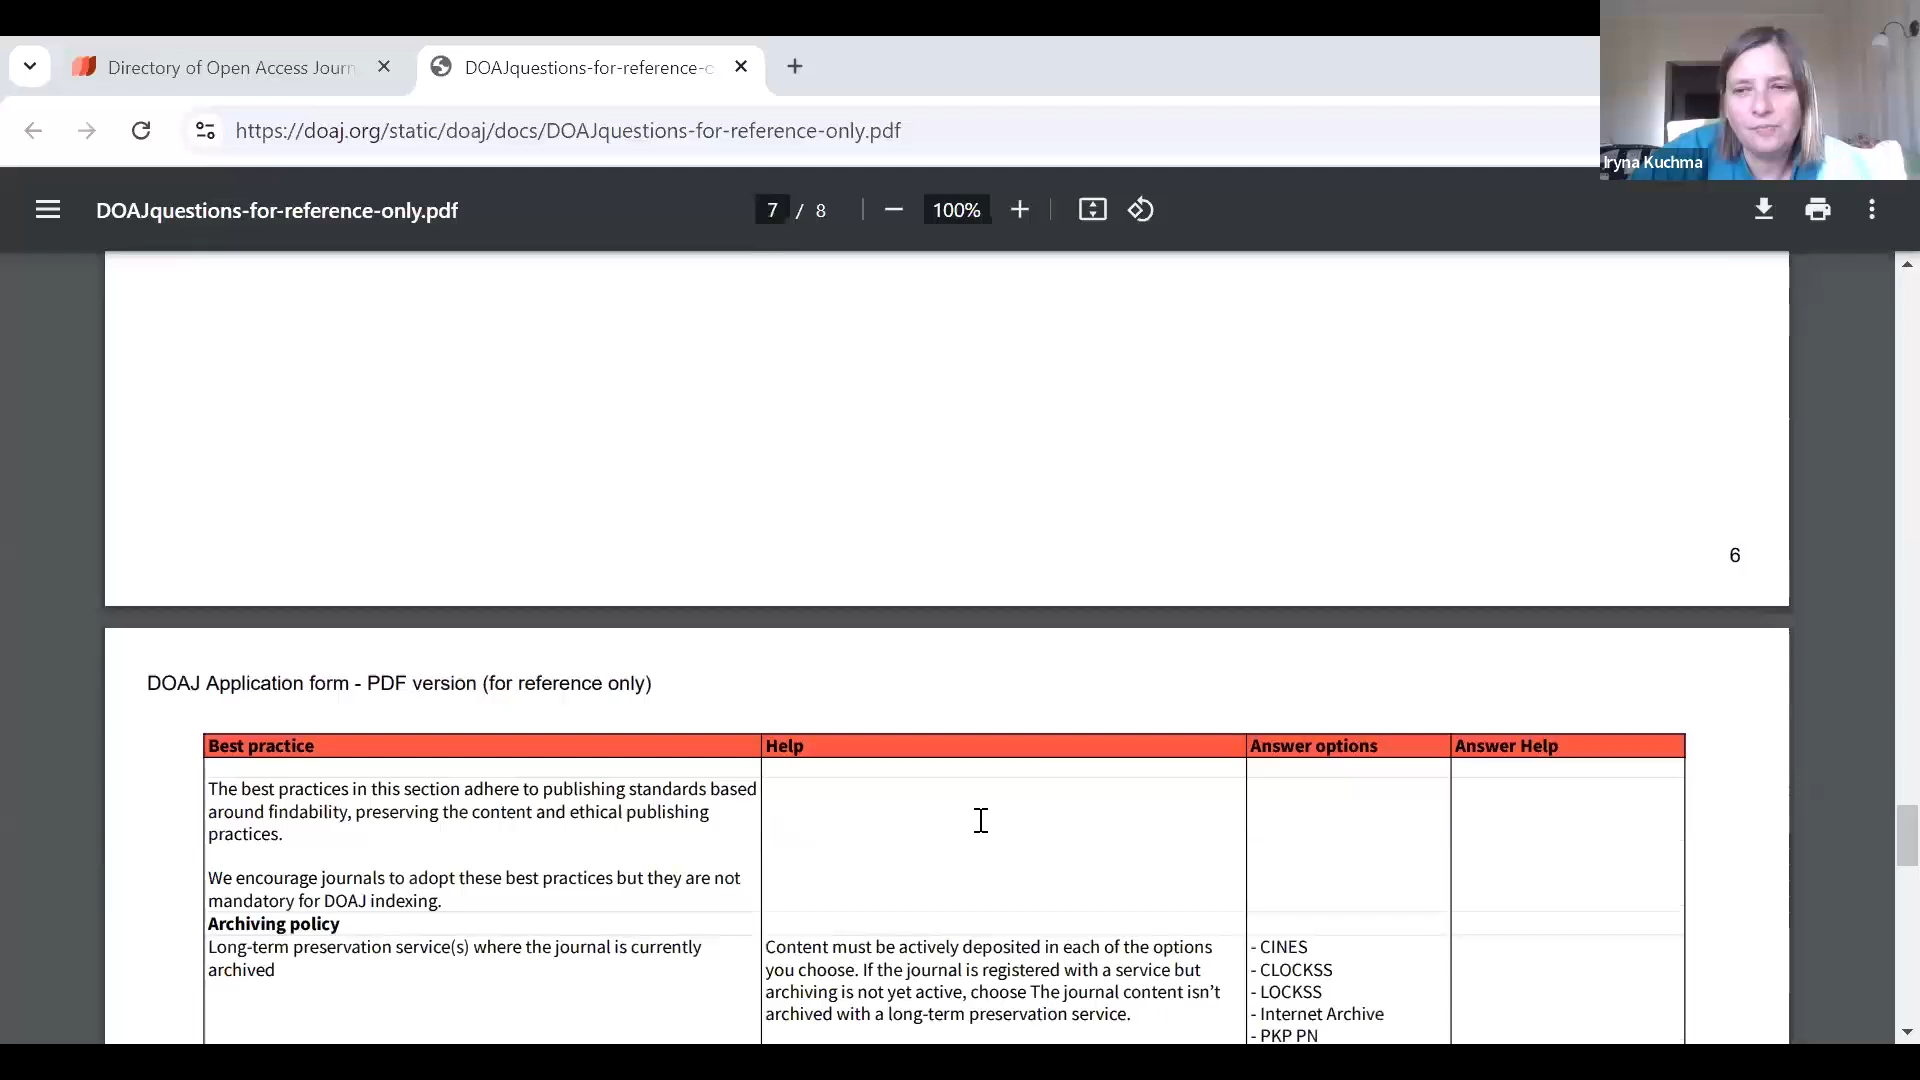 Directory of Open Access Journ
DOAJquestions-for-reference-c
https://doaj.org/static/doaj/docs/DOAJquestions-for-reference-only.pdf
Iryna Kuchma
DOAJquestions-for-reference-only.pdf
7 / 8
100%
6
DOAJ Application form - PDF version (for reference only)
Best practice
Help
Answer options
Answer Help
The best practices in this section adhere to publishing standards based
around findability, preserving the content and ethical publishing
practices.
We encourage journals to adopt these best practices but they are not
mandatory for DOAJ indexing.
Archiving policy
Long-term preservation service(s) where the journal is currently
archived
Content must be actively deposited in each of the options
you choose. If the journal is registered with a service but
archiving is not yet active, choose The journal content isn’t
archived with a long-term preservation service.
- CINES
- CLOCKSS
- LOCKSS
- Internet Archive
- PKP PN